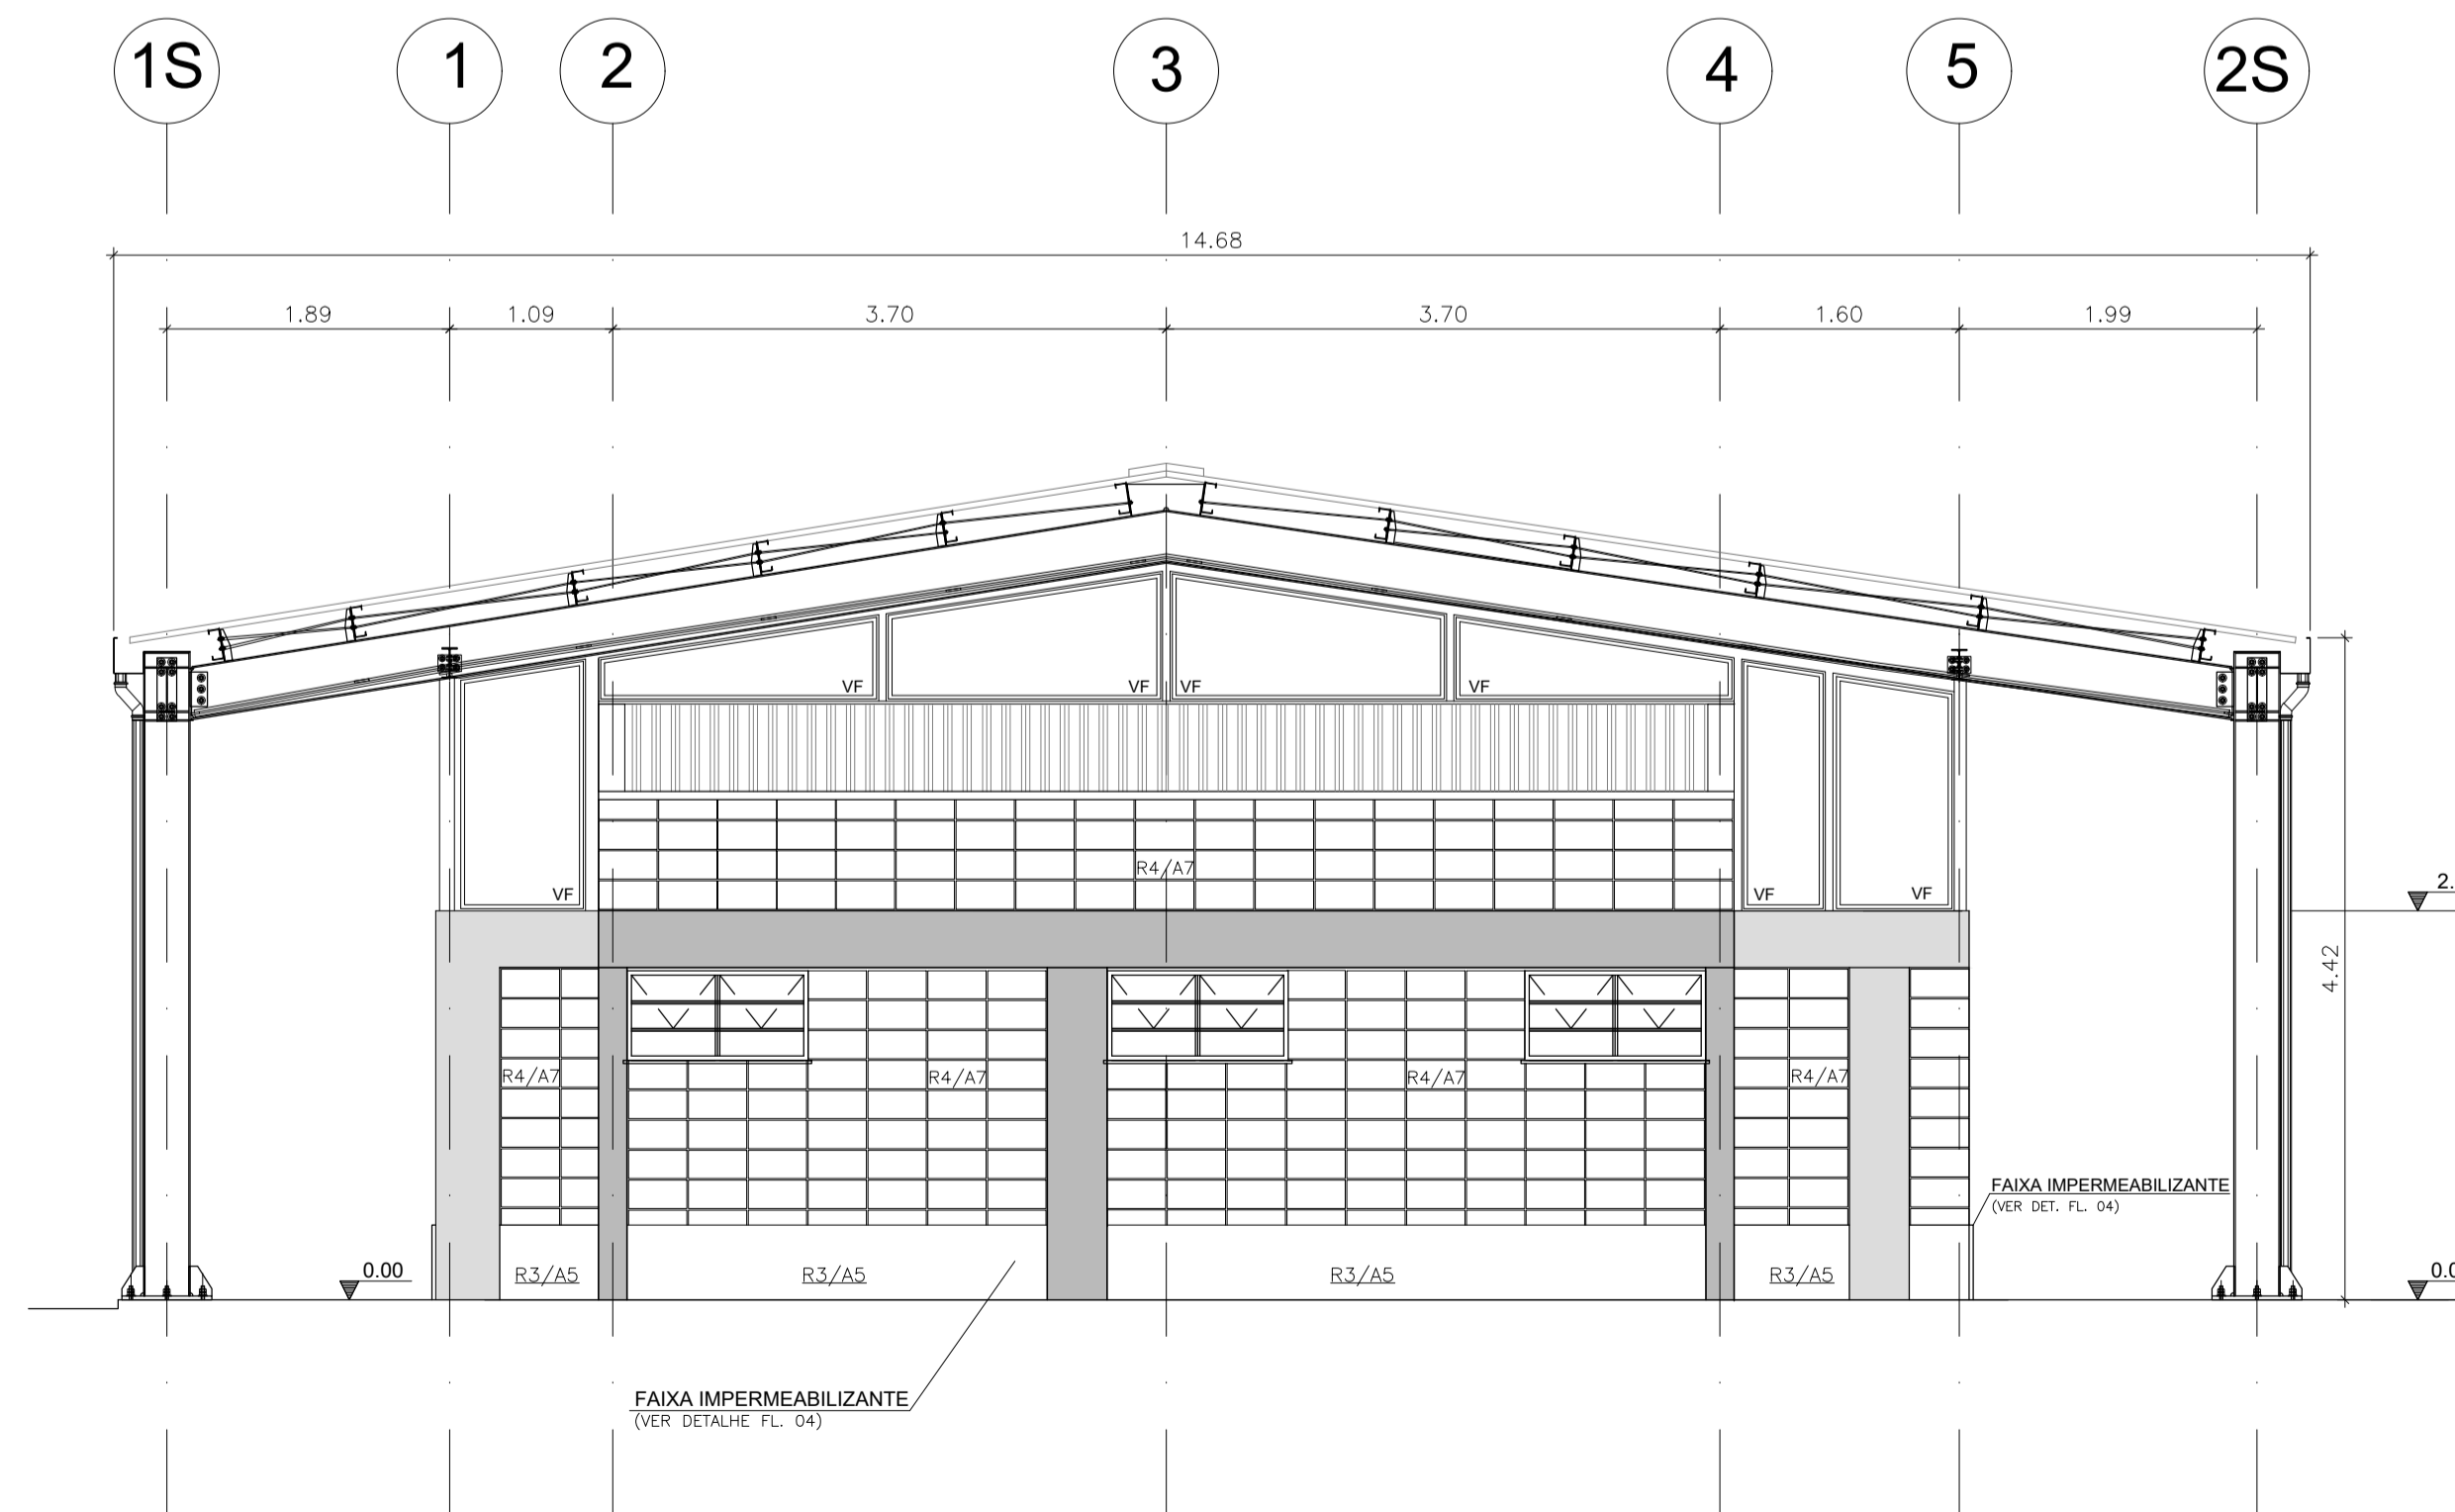 1S 1 2 3 4 5 2S
14.68
1.89 1.09 3.70 3.70 1.60 1.99
VF VF VF VF
R4/A7
VF VF VF
2.
4.42
R4/A7 R4/A7 R4/A7 R4/A7
FAIXA IMPERMEABILIZANTE
(VER DET. FL. 04)
0.00 R3/A5 R3/A5 R3/A5 R3/A5 0.0
FAIXA IMPERMEABILIZANTE
(VER DETALHE FL. 04)